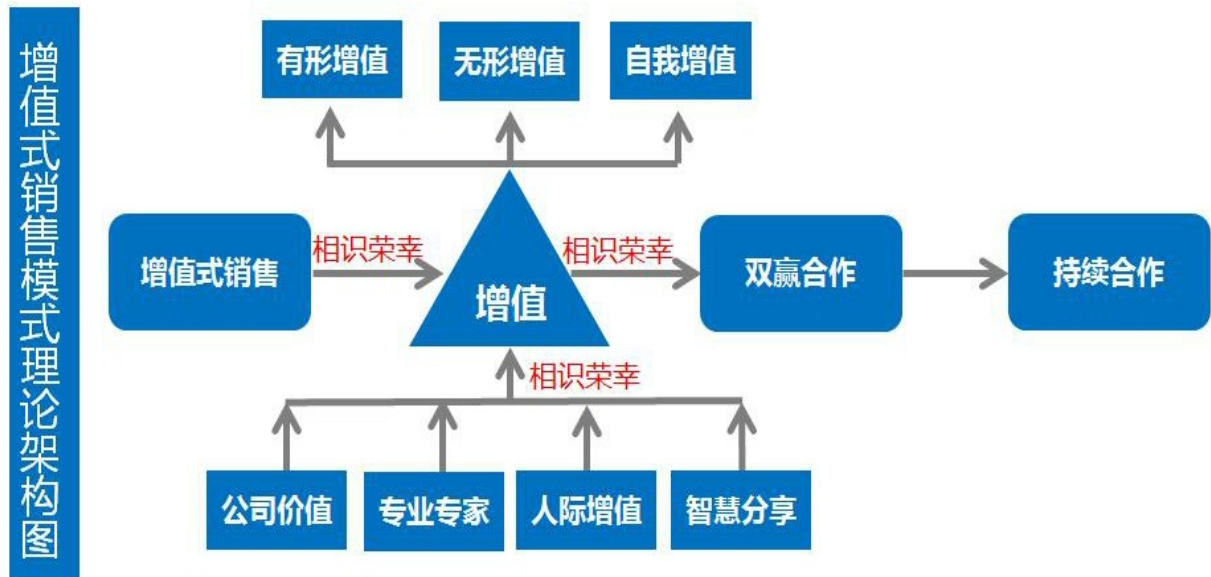 增值式销售模式理论架构图
有形增值
无形增值
自我增值
增值式销售
相识荣幸
增值
相识荣幸
双赢合作
持续合作
相识荣幸
公司价值
专业专家
人际增值
智慧分享